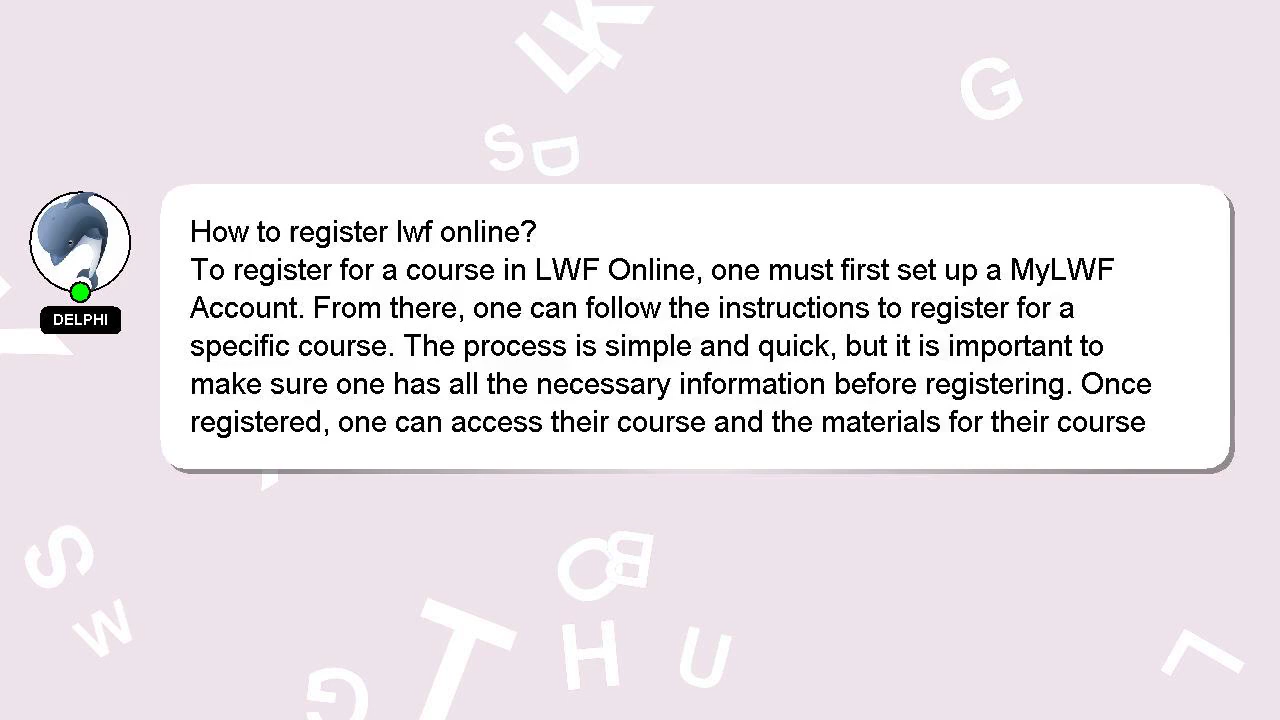 How to register lwf online?
To register for a course in LWF Online, one must first set up a MyLWF
Account. From there, one can follow the instructions to register for a
specific course. The process is simple and quick, but it is important to
make sure one has all the necessary information before registering. Once
registered, one can access their course and the materials for their course
DELPHI
L
K
G
S
D
S
W
C
B
T
H
U
G
L